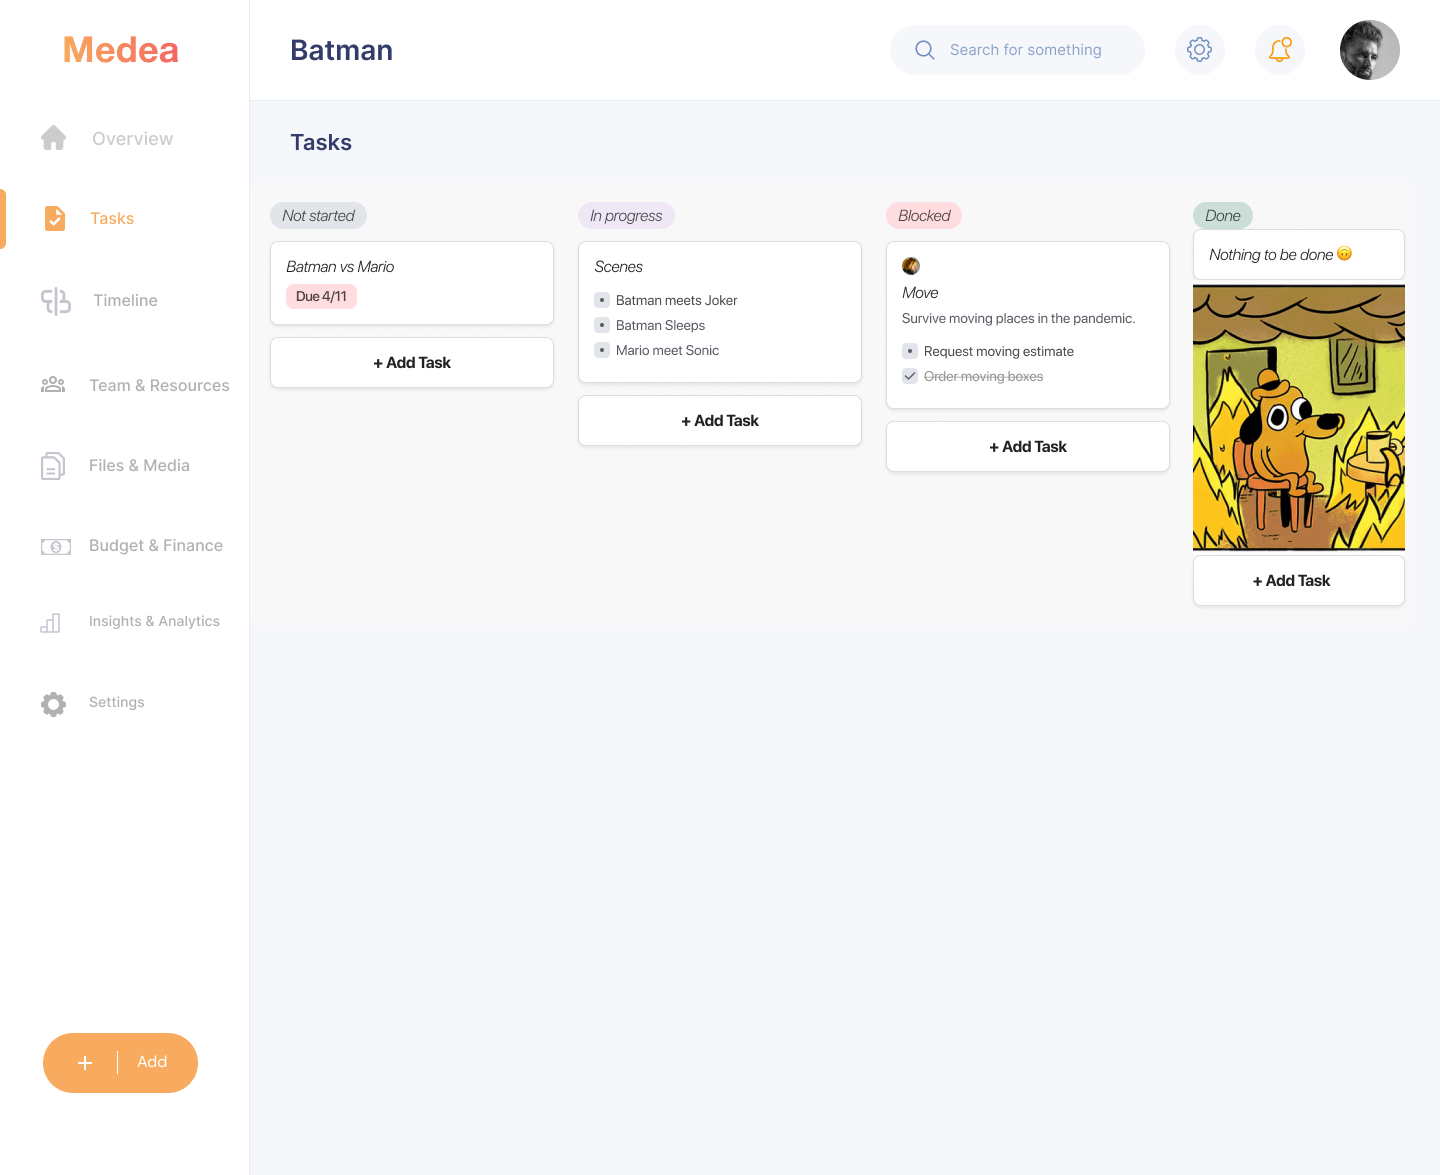 Medea
Batman
Search for something
Overview
Tasks
Timeline
Team & Resources
Files & Media
Budget & Finance
Insights & Analytics
Settings
+ Add
Tasks
Not started
Batman vs Mario
Due 4/11
+ Add Task
In progress
Scenes
Batman meets Joker
Batman Sleeps
Mario meet Sonic
+ Add Task
Blocked
Move
Survive moving places in the pandemic.
Request moving estimate
Order moving boxes
+ Add Task
Done
Nothing to be done 🙃
+ Add Task